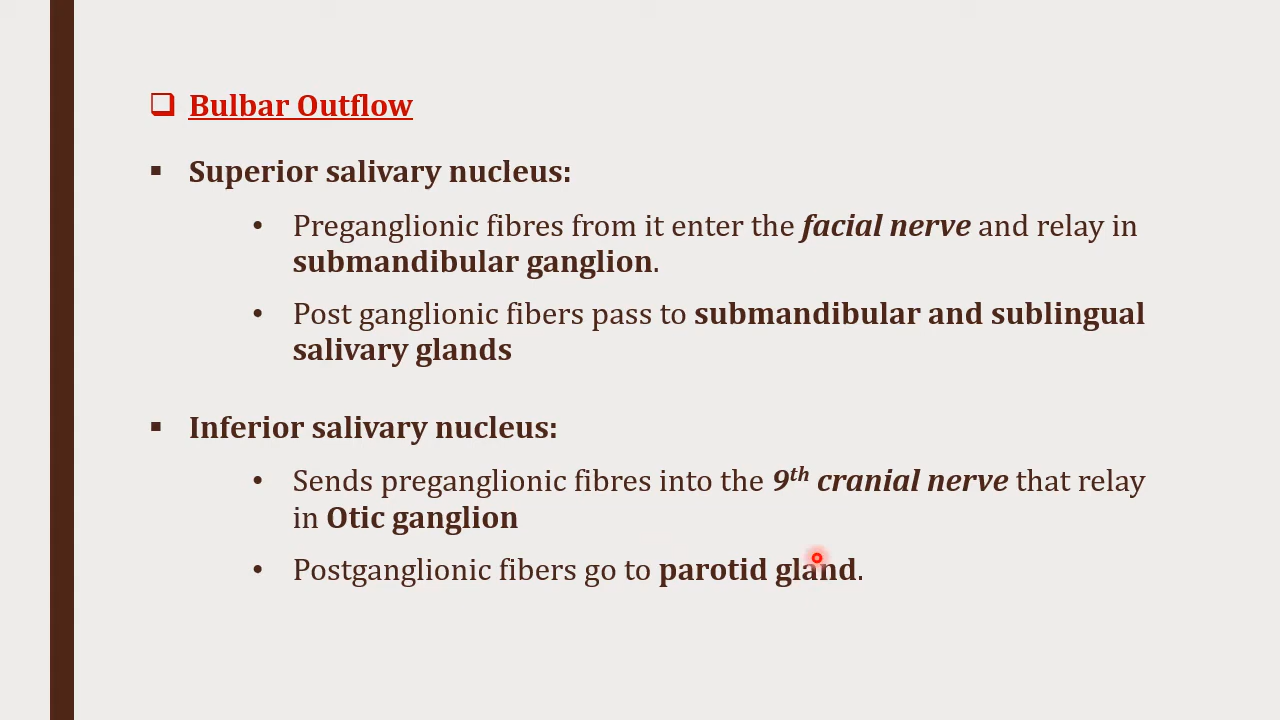 Bulbar Outflow
Superior salivary nucleus:
Preganglionic fibres from it enter the facial nerve and relay in
submandibular ganglion.
Post ganglionic fibers pass to submandibular and sublingual
salivary glands
Inferior salivary nucleus:
Sends preganglionic fibres into the 9th cranial nerve that relay
in Otic ganglion
Postganglionic fibers go to parotid gland.